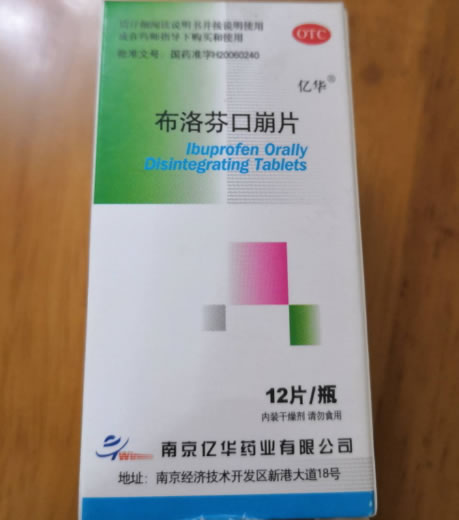 请仔细阅读说明书并按说明使用
或在药师指导下购买和使用
批准文号：国药准字H20060240
OTC
亿华®
布洛芬口崩片
Ibuprofen Orally
Disintegrating Tablets
12片/瓶
内装干燥剂 请勿食用
南京亿华药业有限公司
地址：南京经济技术开发区新港大道18号